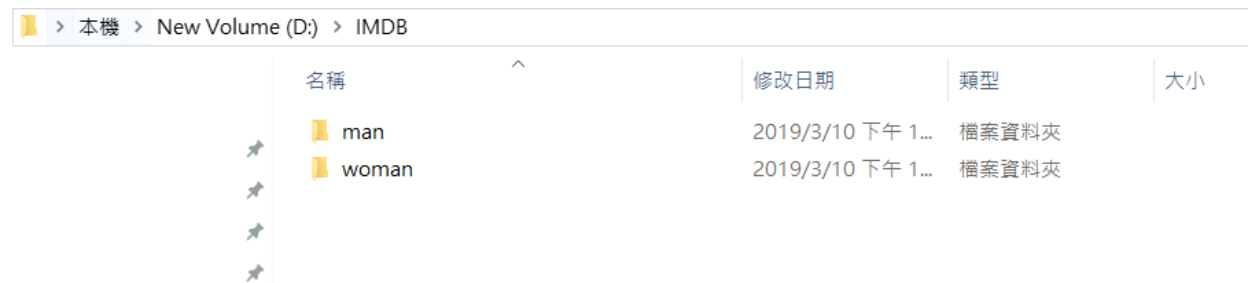 本機 > New Volume (D:) > IMDB
名稱 修改日期 類型 大小
man 2019/3/10 下午 1... 檔案資料夾
woman 2019/3/10 下午 1... 檔案資料夾